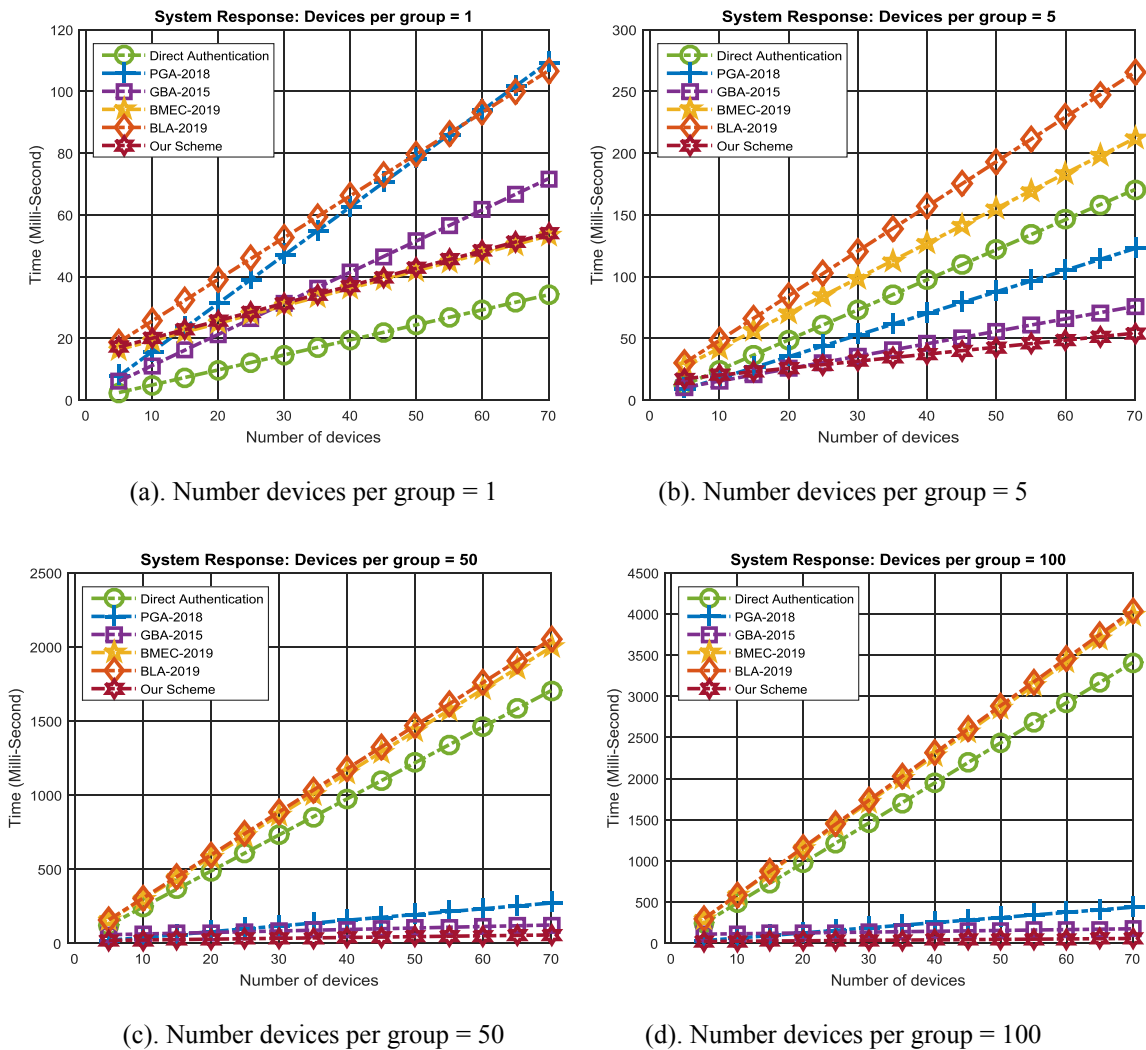 System Response: Devices per group = 1
120
100
80
60
40
20
0
Time (Milli-Second)
Direct Authentication
PGA-2018
GBA-2015
BMEC-2019
BLA-2019
Our Scheme
0 10 20 30 40 50 60 70
Number of devices
(a). Number devices per group = 1
System Response: Devices per group = 5
300
250
200
150
100
50
0
Time (Milli-Second)
Direct Authentication
PGA-2018
GBA-2015
BMEC-2019
BLA-2019
Our Scheme
0 10 20 30 40 50 60 70
Number of devices
(b). Number devices per group = 5
System Response: Devices per group = 50
2500
2000
1500
1000
500
0
Time (Milli-Second)
Direct Authentication
PGA-2018
GBA-2015
BMEC-2019
BLA-2019
Our Scheme
0 10 20 30 40 50 60 70
Number of devices
(c). Number devices per group = 50
System Response: Devices per group = 100
4500
4000
3500
3000
2500
2000
1500
1000
500
0
Time (Milli-Second)
Direct Authentication
PGA-2018
GBA-2015
BMEC-2019
BLA-2019
Our Scheme
0 10 20 30 40 50 60 70
Number of devices
(d). Number devices per group = 100